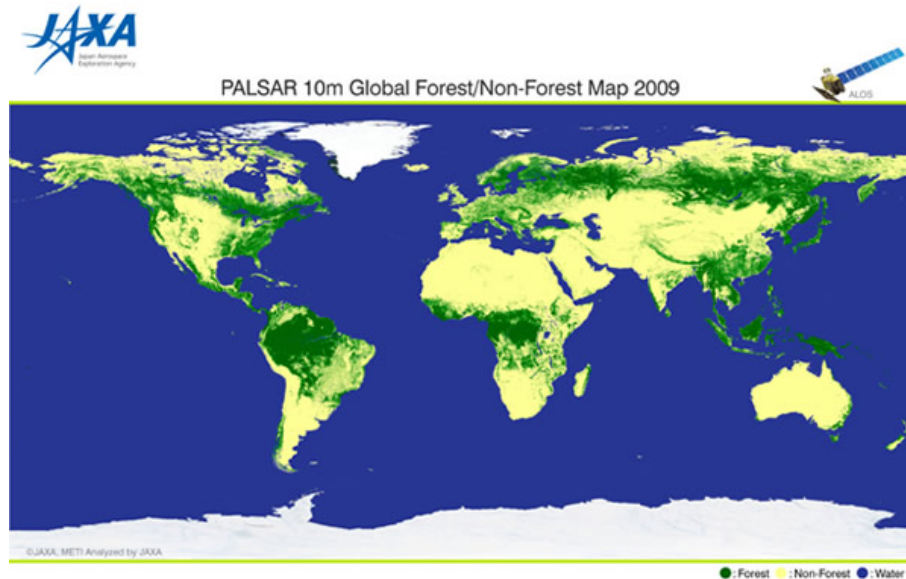 JAXA
Japan Aerospace
Exploration Agency
PALSAR 10m Global Forest/Non-Forest Map 2009
ALOS
©JAXA, METI Analyzed by JAXA
: Forest : Non-Forest : Water